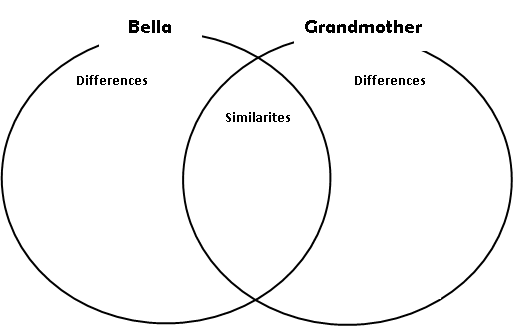 Bella
Grandmother
Differences
Differences
Similarites